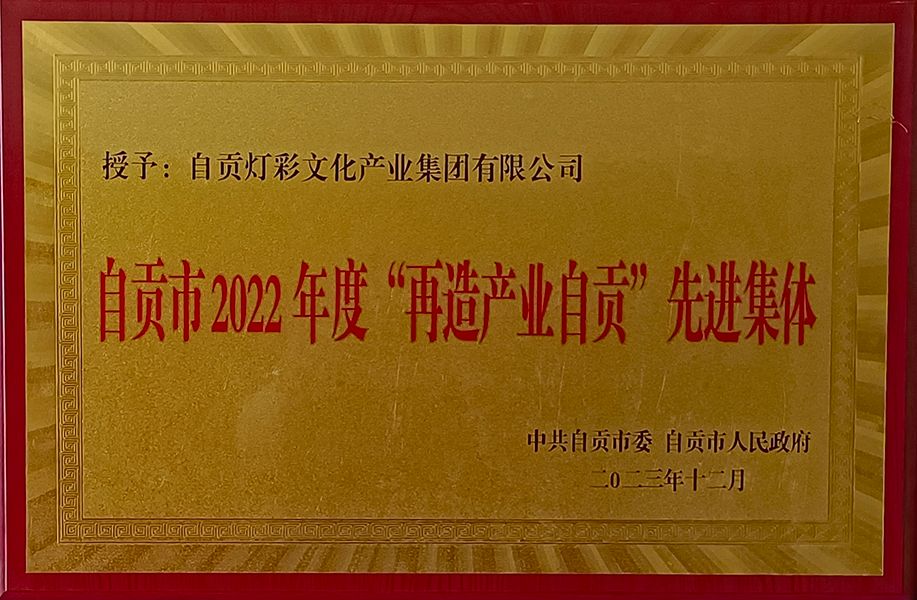 授予：自贡灯彩文化产业集团有限公司
自贡市2022年度“再造产业自贡”先进集体
中共自贡市委 自贡市人民政府
二0二三年十二月